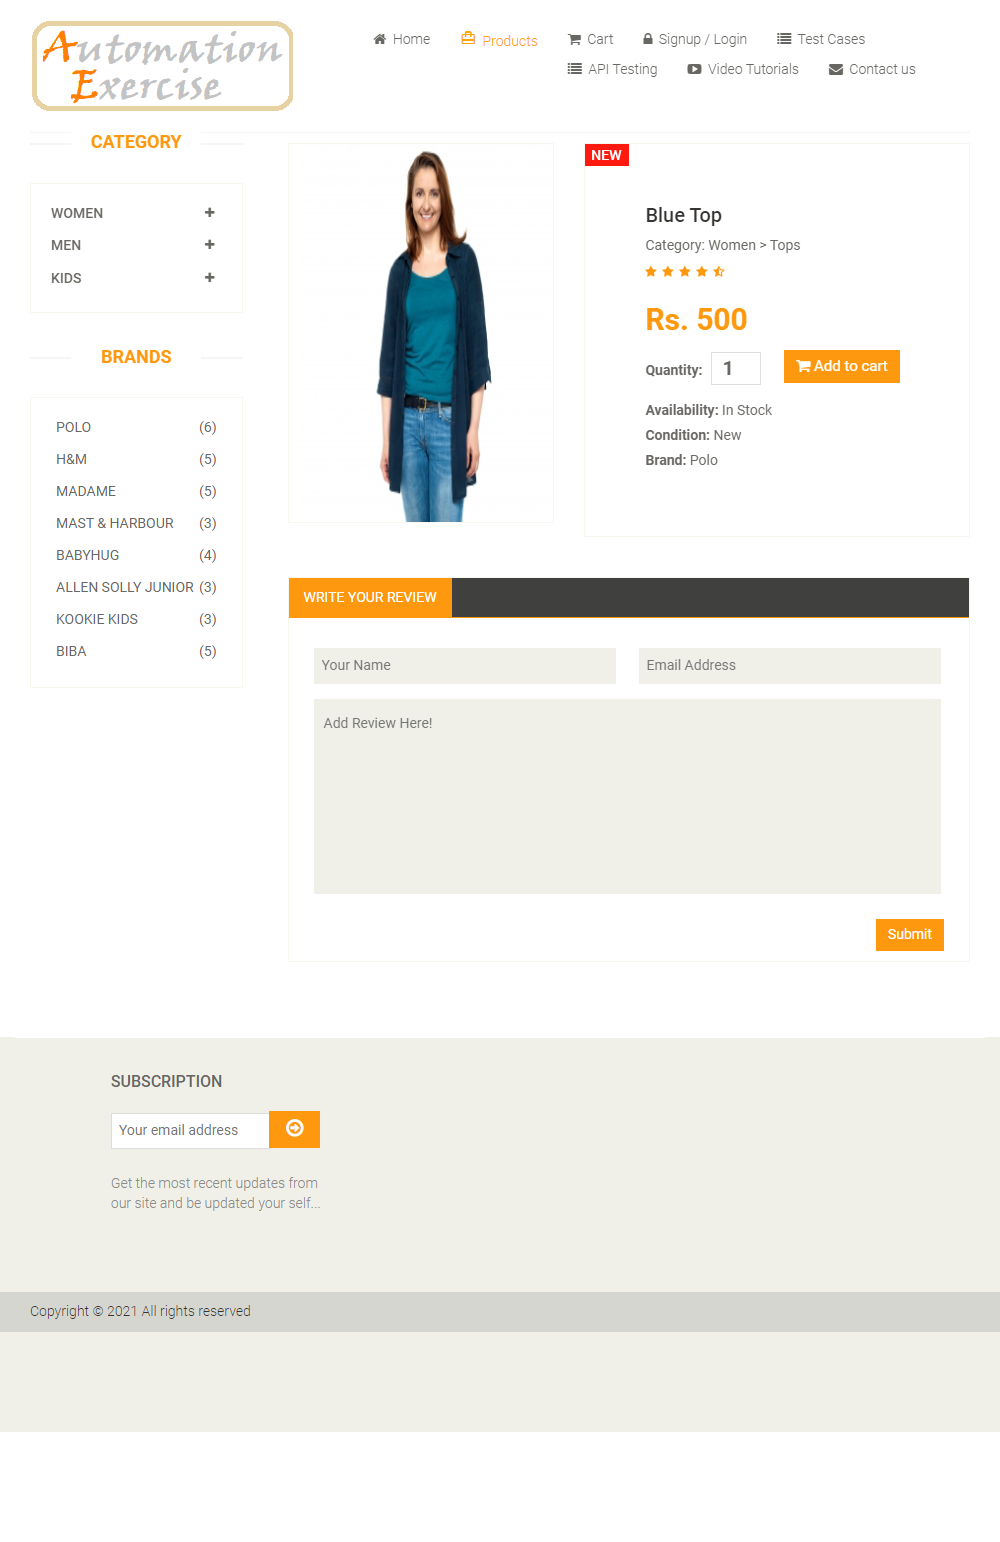 Automation
Exercise
Home
Products
Cart
Signup / Login
Test Cases
API Testing
Video Tutorials
Contact us
CATEGORY
WOMEN
MEN
KIDS
BRANDS
POLO (6)
H&M (5)
MADAME (5)
MAST & HARBOUR (3)
BABYHUG (4)
ALLEN SOLLY JUNIOR (3)
KOOKIE KIDS (3)
BIBA (5)
NEW
Blue Top
Category: Women > Tops
Rs. 500
Quantity: 1 Add to cart
Availability: In Stock
Condition: New
Brand: Polo
WRITE YOUR REVIEW
Your Name
Email Address
Add Review Here!
Submit
SUBSCRIPTION
Your email address
Get the most recent updates from
our site and be updated your self...
Copyright © 2021 All rights reserved